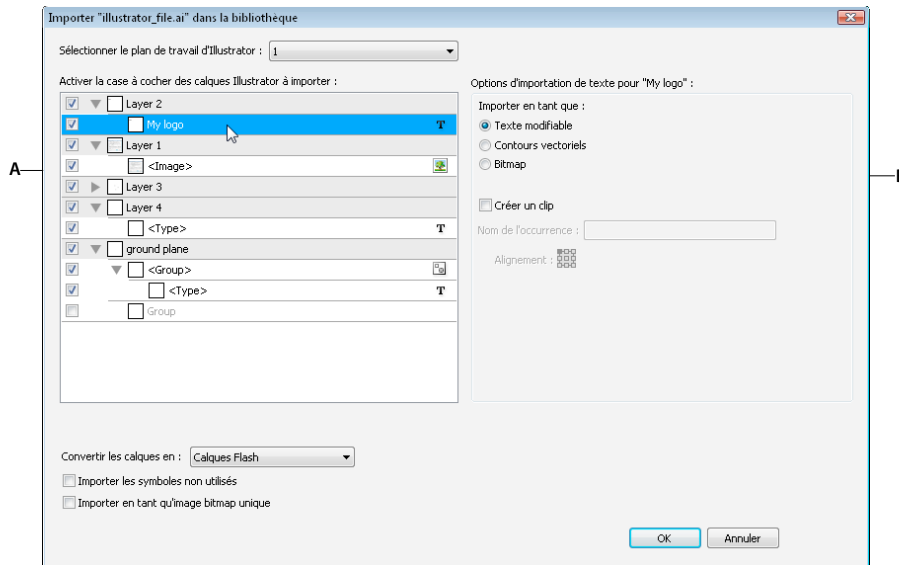 Importer "illustrator_file.ai" dans la bibliothèque
Sélectionner le plan de travail d'Illustrator : 1
Activer la case à cocher des calques Illustrator à importer :
Layer 2
My logo T
Layer 1
<Image>
Layer 3
Layer 4
<Type> T
ground plane
<Group>
<Type> T
Group
Options d'importation de texte pour "My logo" :
Importer en tant que :
Texte modifiable
Contours vectoriels
Bitmap
Créer un clip
Nom de l'occurrence :
Alignement :
A
Convertir les calques en : Calques Flash
Importer les symboles non utilisés
Importer en tant qu'image bitmap unique
OK Annuler